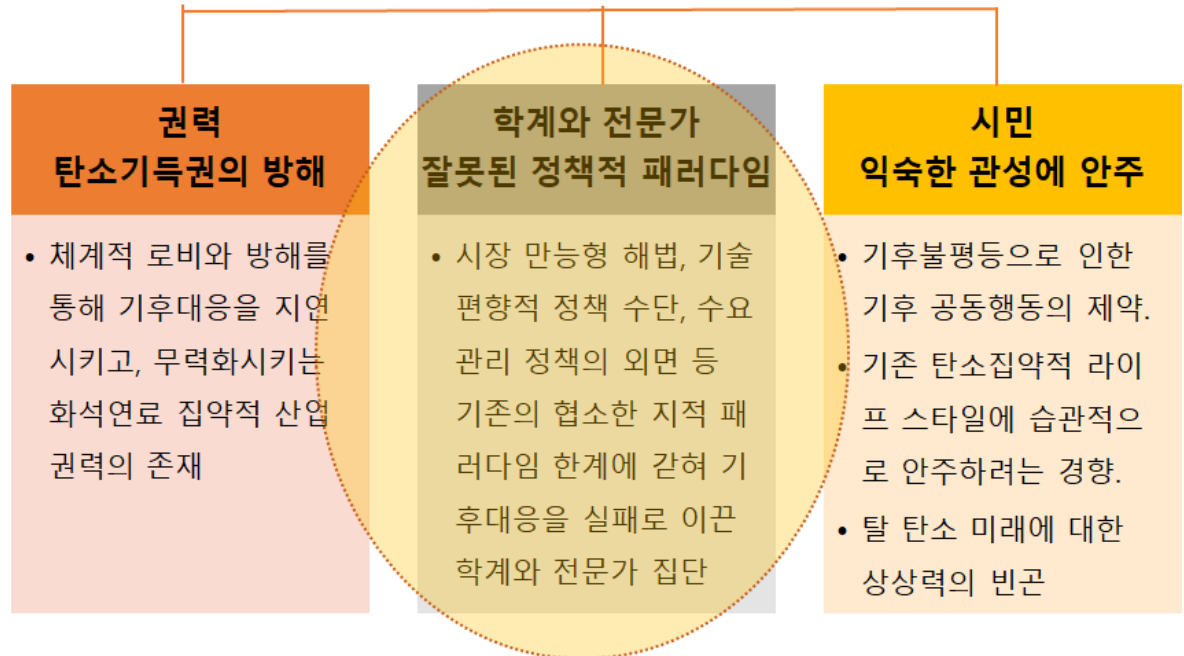 권력
탄소기득권의 방해
• 체계적 로비와 방해를
통해 기후대응을 지연
시키고, 무력화시키는
화석연료 집약적 산업
권력의 존재
학계와 전문가
잘못된 정책적 패러다임
• 시장 만능형 해법, 기술
편향적 정책 수단, 수요
관리 정책의 외면 등
기존의 협소한 지적 패
러다임 한계에 갇혀 기
후대응을 실패로 이끈
학계와 전문가 집단
시민
익숙한 관성에 안주
• 기후불평등으로 인한
기후 공동행동의 제약.
• 기존 탄소집약적 라이
프 스타일에 습관적으
로 안주하려는 경향.
• 탈 탄소 미래에 대한
상상력의 빈곤